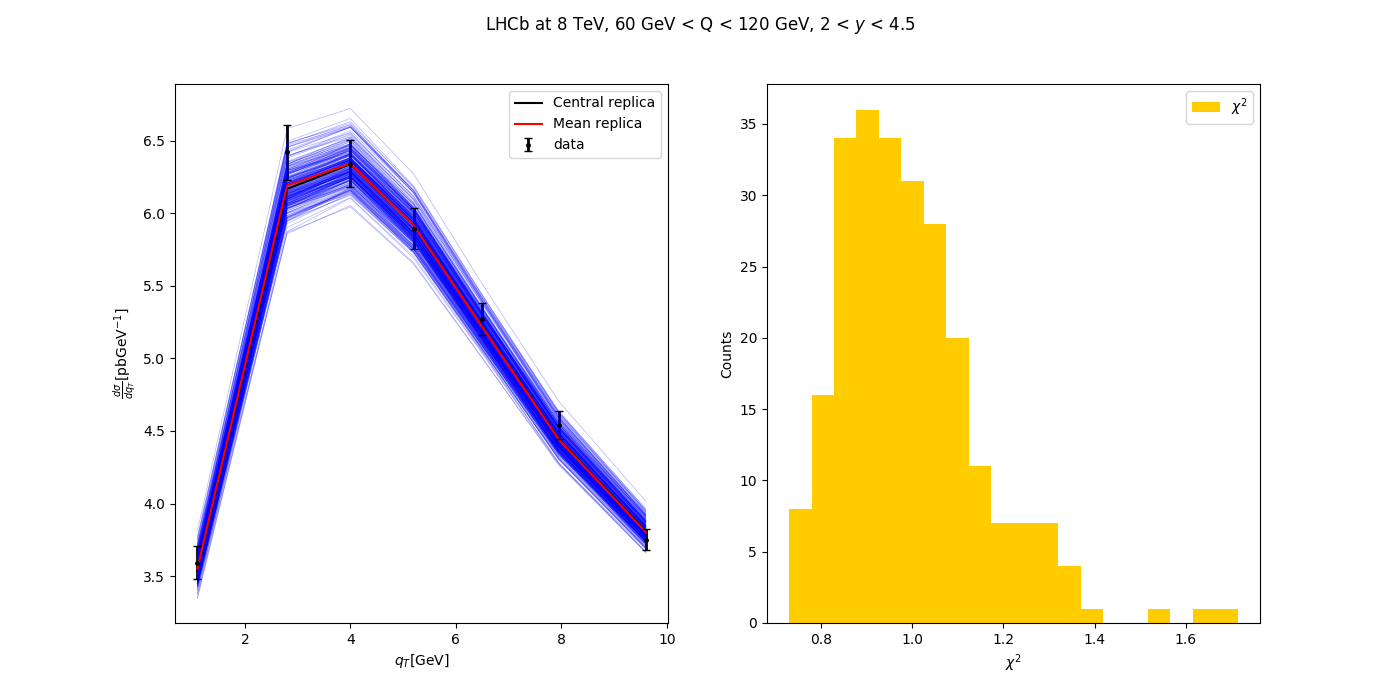 LHCb at 8 TeV, 60 GeV < Q < 120 GeV, 2 < y < 4.5
Central replica
Mean replica
data
6.5
6.0
5.5
5.0
4.5
4.0
3.5
dσ/dq_T [pbGeV⁻¹]
2 4 6 8 10
q_T[GeV]
χ²
35
30
25
20
15
10
5
0
Counts
0.8 1.0 1.2 1.4 1.6
χ²